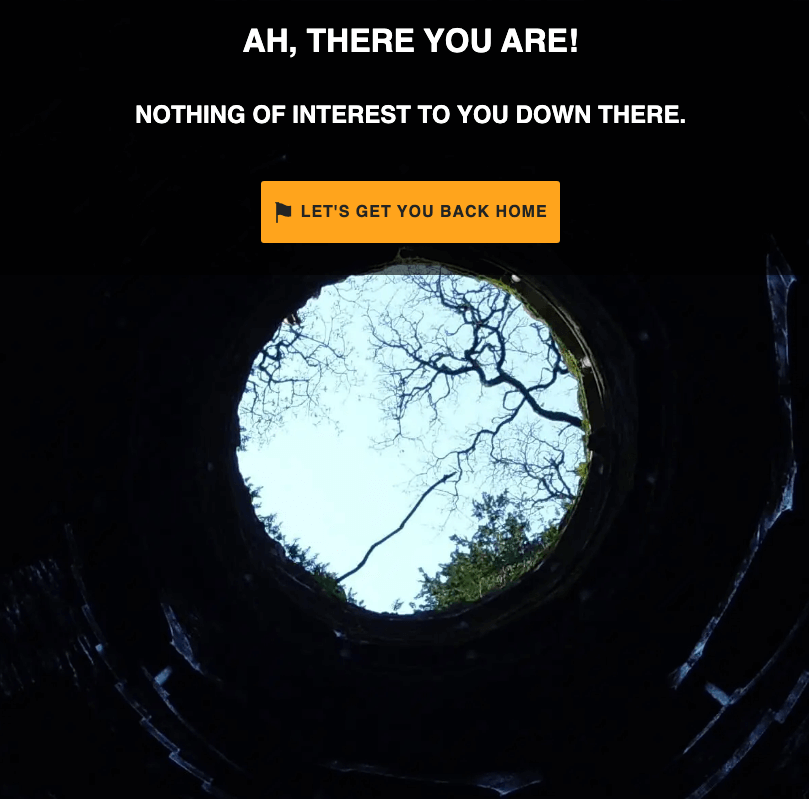 AH, THERE YOU ARE!
NOTHING OF INTEREST TO YOU DOWN THERE.
LET'S GET YOU BACK HOME